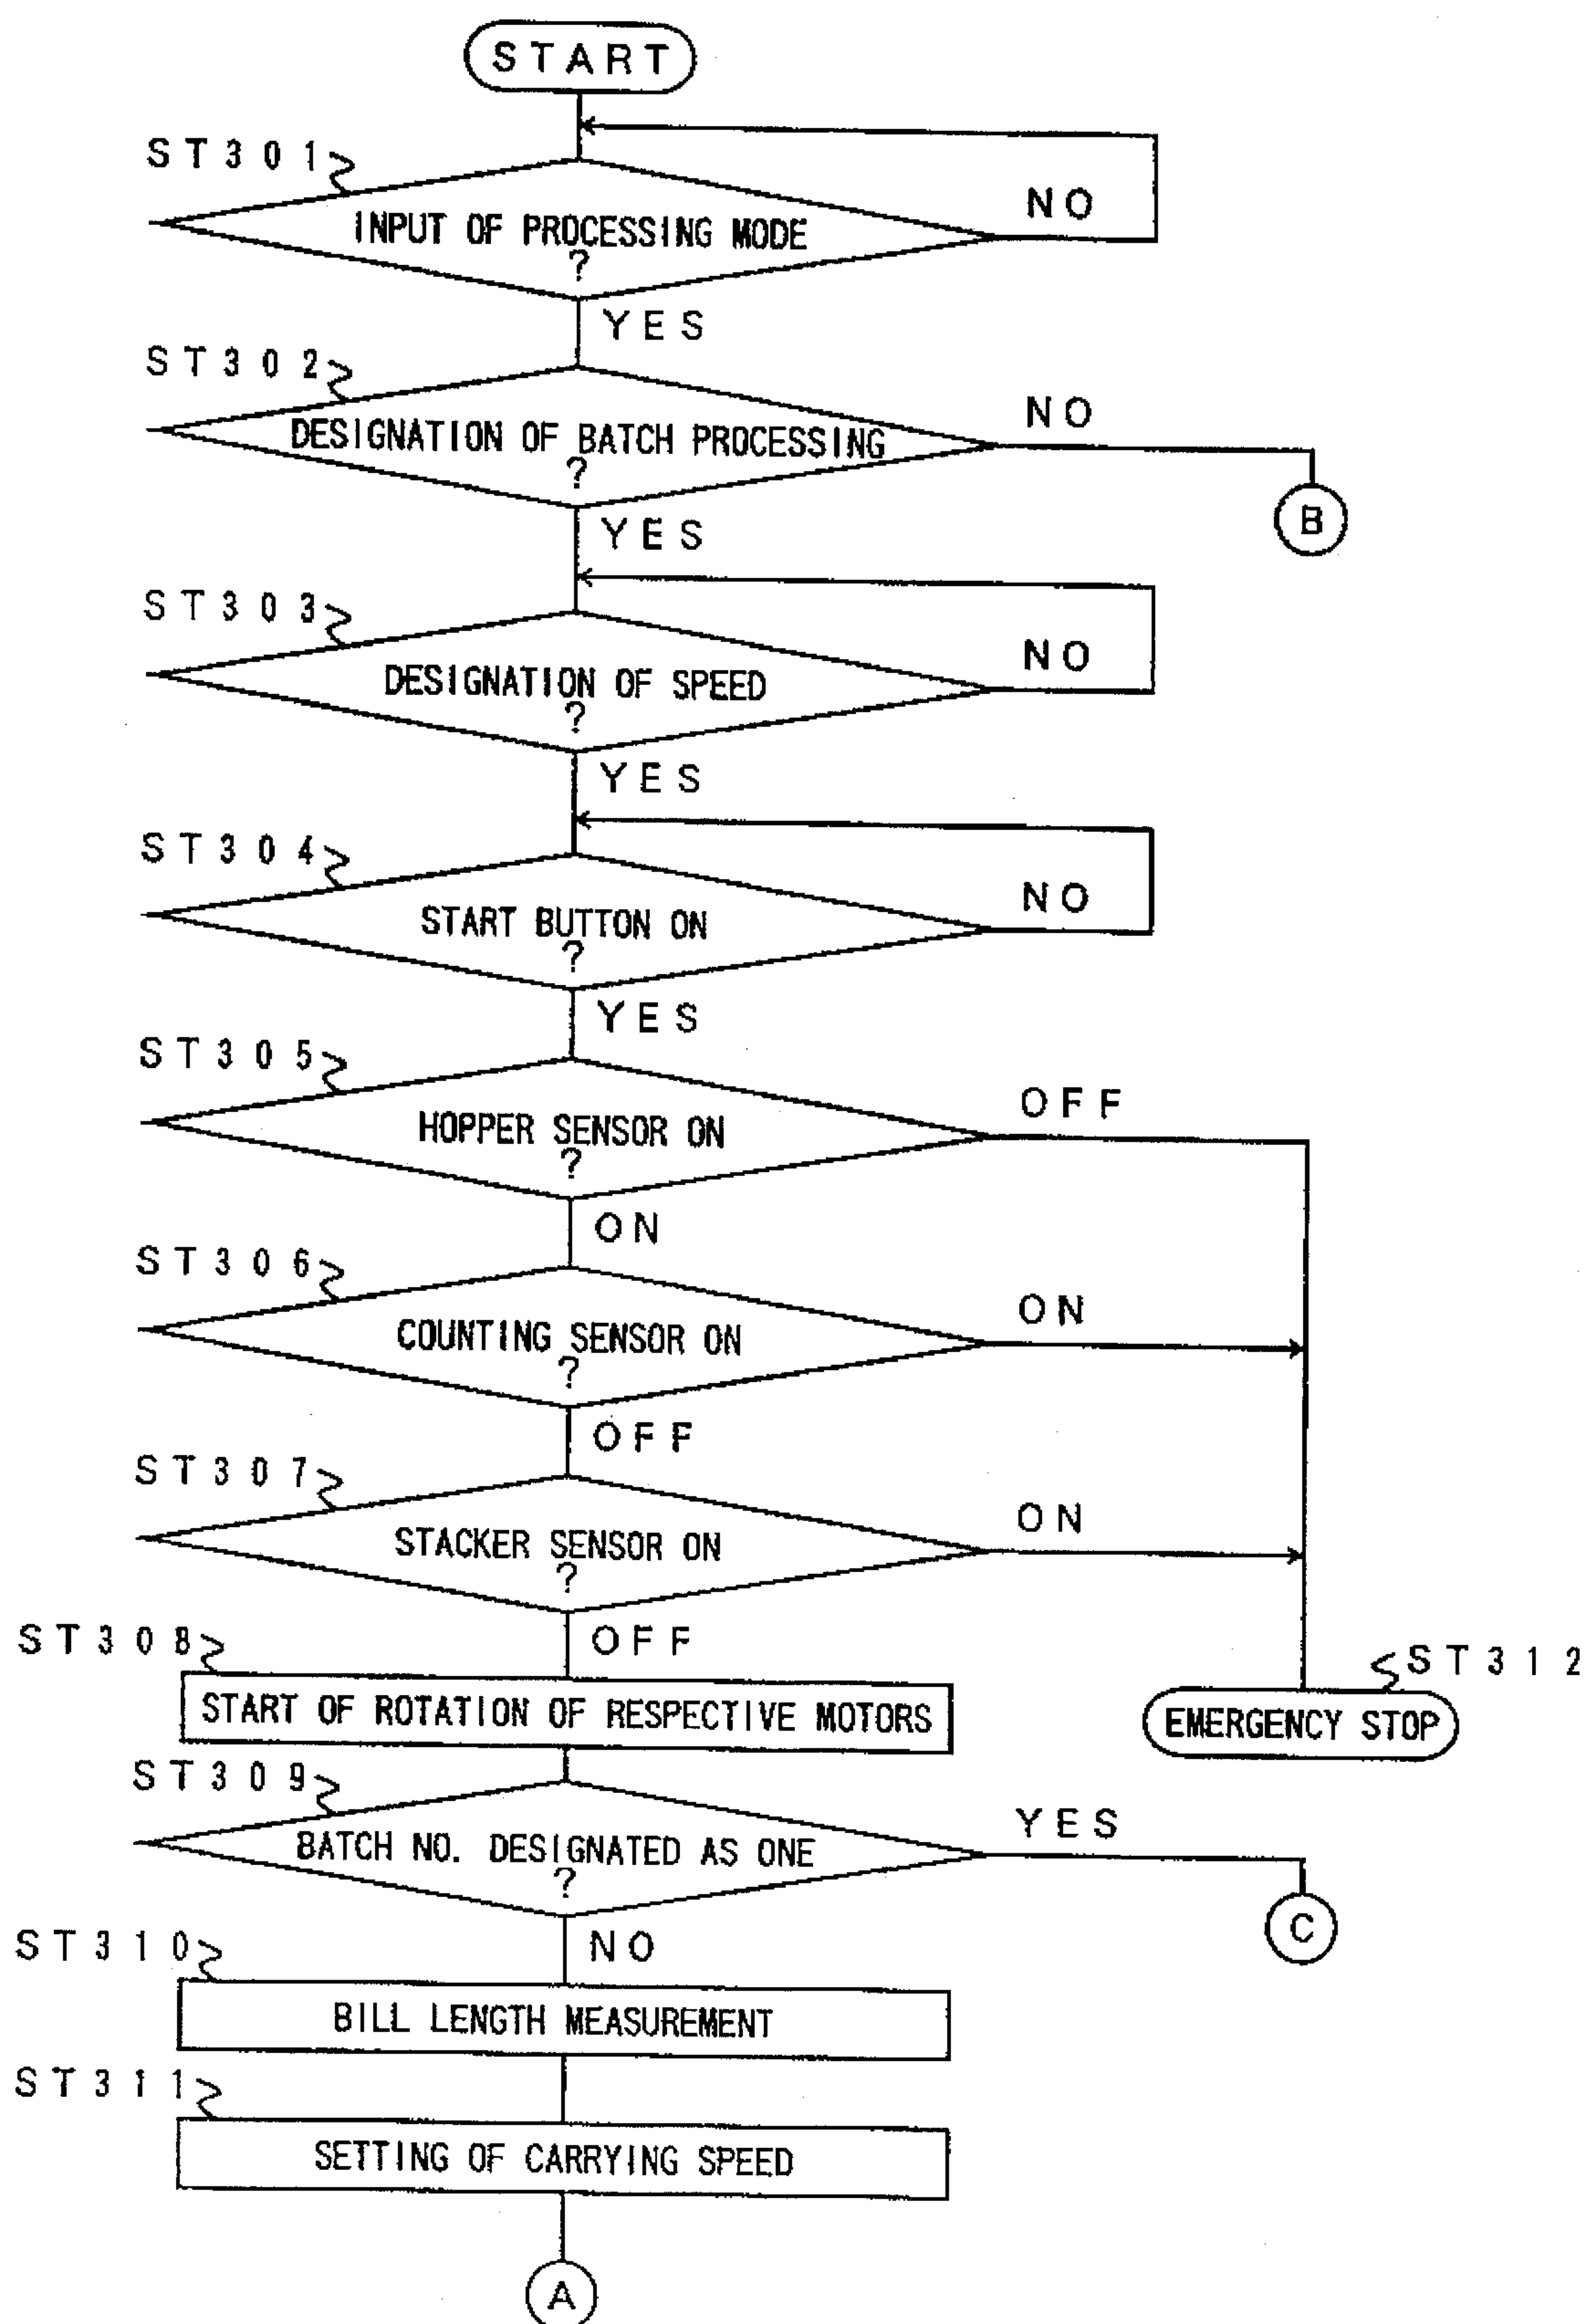 START
ST301
INPUT OF PROCESSING MODE
?
NO
YES
ST302
DESIGNATION OF BATCH PROCESSING
?
NO
B
YES
ST303
DESIGNATION OF SPEED
?
NO
YES
ST304
START BUTTON ON
?
NO
YES
ST305
HOPPER SENSOR ON
?
OFF
ON
ST306
COUNTING SENSOR ON
?
ON
OFF
ST307
STACKER SENSOR ON
?
ON
OFF
ST308
START OF ROTATION OF RESPECTIVE MOTORS
ST312
EMERGENCY STOP
ST309
BATCH NO. DESIGNATED AS ONE
?
YES
C
NO
ST310
BILL LENGTH MEASUREMENT
ST311
SETTING OF CARRYING SPEED
A